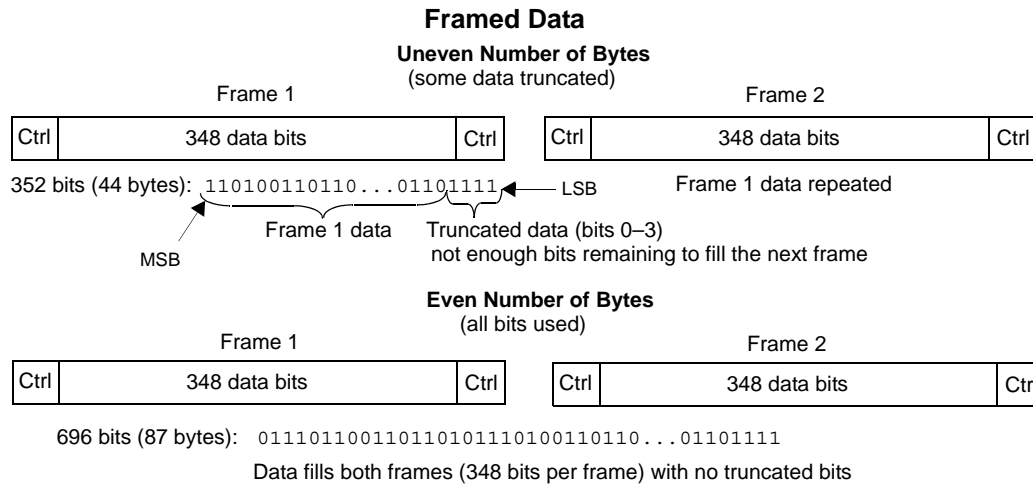 Framed Data
Uneven Number of Bytes
(some data truncated)
Frame 1 Frame 2
Ctrl 348 data bits Ctrl Ctrl 348 data bits Ctrl
352 bits (44 bytes): 110100110110...01101111 LSB Frame 1 data repeated
Frame 1 data Truncated data (bits 0–3)
MSB not enough bits remaining to fill the next frame
Even Number of Bytes
(all bits used)
Frame 1 Frame 2
Ctrl 348 data bits Ctrl Ctrl 348 data bits Ctr
696 bits (87 bytes): 01110110011011010111010011011​0...01101111
Data fills both frames (348 bits per frame) with no truncated bits